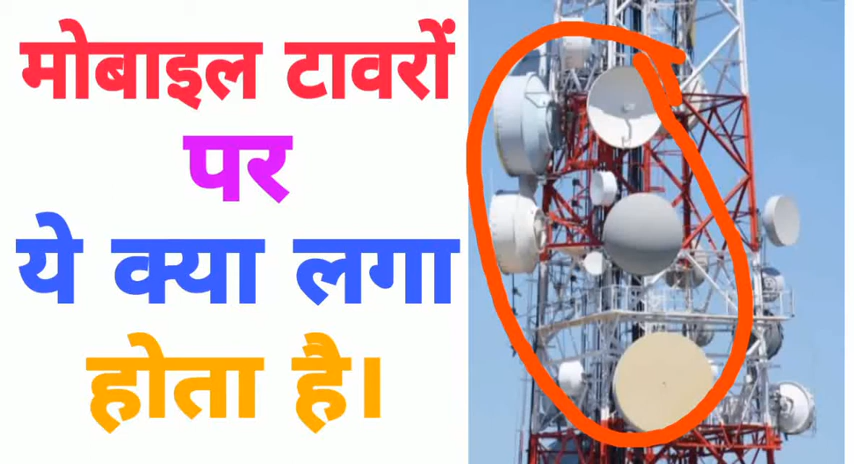 मोबाइल टावरों
पर
ये क्या लगा
होता है।